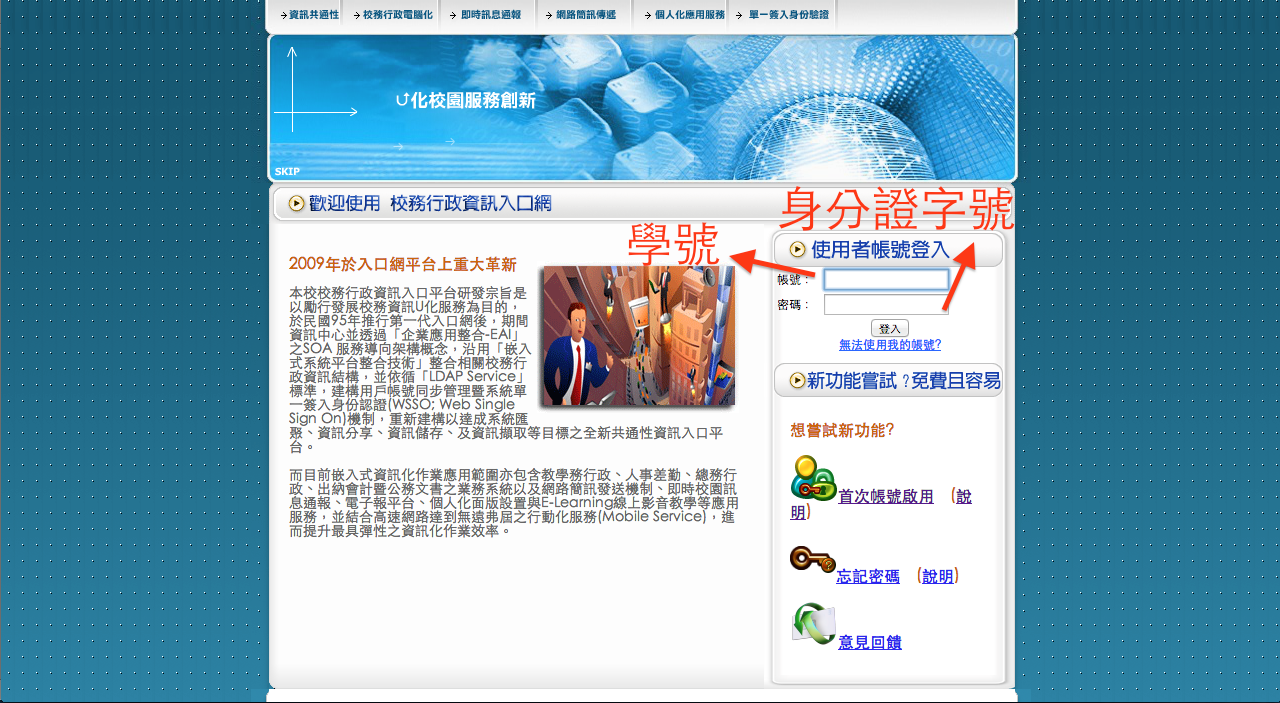 資訊共通性 校務行政電腦化 即時訊息通報 網路簡訊傳遞 個人化應用服務 單一簽入身份驗證
U化校園服務創新
SKIP
歡迎使用 校務行政資訊入口網
身分證字號
學號
使用者帳號登入
帳號：
密碼：
登入
無法使用我的帳號?
2009年於入口網平台上重大革新
本校校務行政資訊入口平台研發宗旨是
以勵行發展校務資訊U化服務為目的，
於民國95年推行第一代入口網後，期間
資訊中心並透過「企業應用整合-EAI」
之SOA 服務導向架構概念，沿用「嵌入
式系統平台整合技術」整合相關校務行
政資訊結構，並依循「LDAP Service」
標準，建構用戶帳號同步管理暨系統單
一簽入身份認證(WSSO; Web Single
Sign On)機制，重新建構以達成系統匯
聚、資訊分享、資訊儲存、及資訊擷取等目標之全新共通性資訊入口平
台。
而目前嵌入式資訊化作業應用範圍亦包含教學務行政、人事差勤、總務行
政、出納會計暨公務文書之業務系統以及網路簡訊發送機制、即時校園訊
息通報、電子報平台、個人化面版設置與E-Learning線上影音教學等應用
服務，並結合高速網路達到無遠弗屆之行動化服務(Mobile Service)，進
而提升最具彈性之資訊化作業效率。
新功能嘗試？免費且容易
想嘗試新功能?
首次帳號啟用 (說
明)
忘記密碼 (說明)
意見回饋